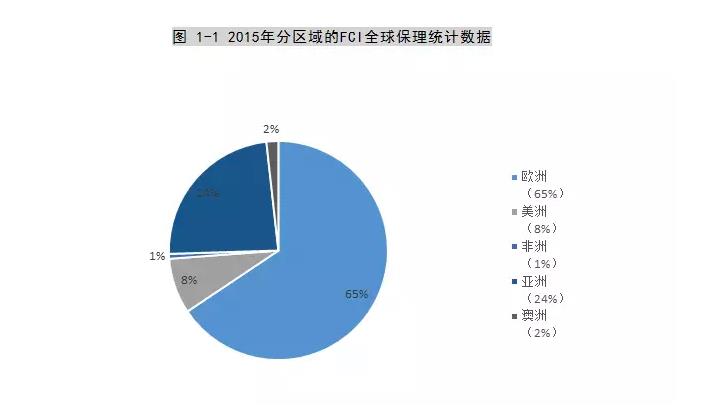 图 1-1 2015年分区域的FCI全球保理统计数据
2%
24%
1%
8%
65%
欧洲
（65%）
美洲
（8%）
非洲
（1%）
亚洲
（24%）
澳洲
（2%）